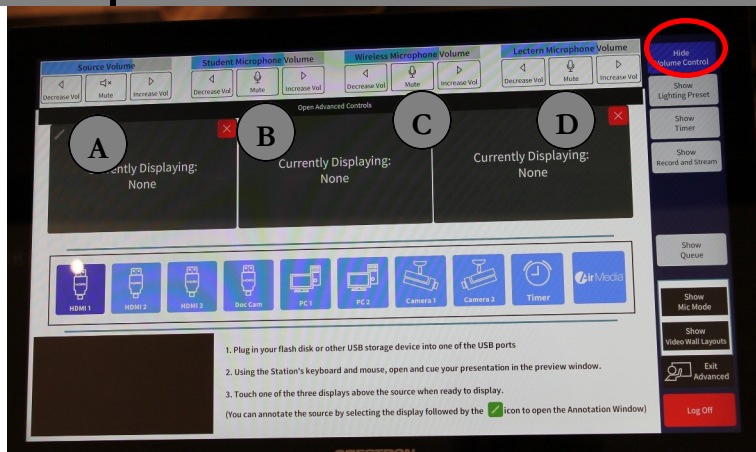 Source Volume
Student Microphone Volume
Wireless Microphone Volume
Lectern Microphone Volume
Hide
Volume Control
Decrease Vol
Mute
Increase Vol
Decrease Vol
Mute
Increase Vol
Decrease Vol
Mute
Increase Vol
Decrease Vol
Mute
Increase Vol
Show
Lighting Preset
Open Advanced Controls
Show
Timer
A
B
C
D
Currently Displaying:
None
Currently Displaying:
None
Currently Displaying:
None
Show
Record and Stream
Show
Queue
HDMI 1
HDMI 2
HDMI 3
Doc Cam
PC 1
PC 2
Camera 1
Camera 2
Timer
AirMedia
Show
Mic Mode
Show
Video Wall Layouts
1. Plug in your flash disk or other USB storage device into one of the USB ports
2. Using the Station's keyboard and mouse, open and cue your presentation in the preview window.
3. Touch one of the three displays above the source when ready to display.
(You can annotate the source by selecting the display followed by the icon to open the Annotation Window)
Exit
Advanced
Log Off
CRESTRON